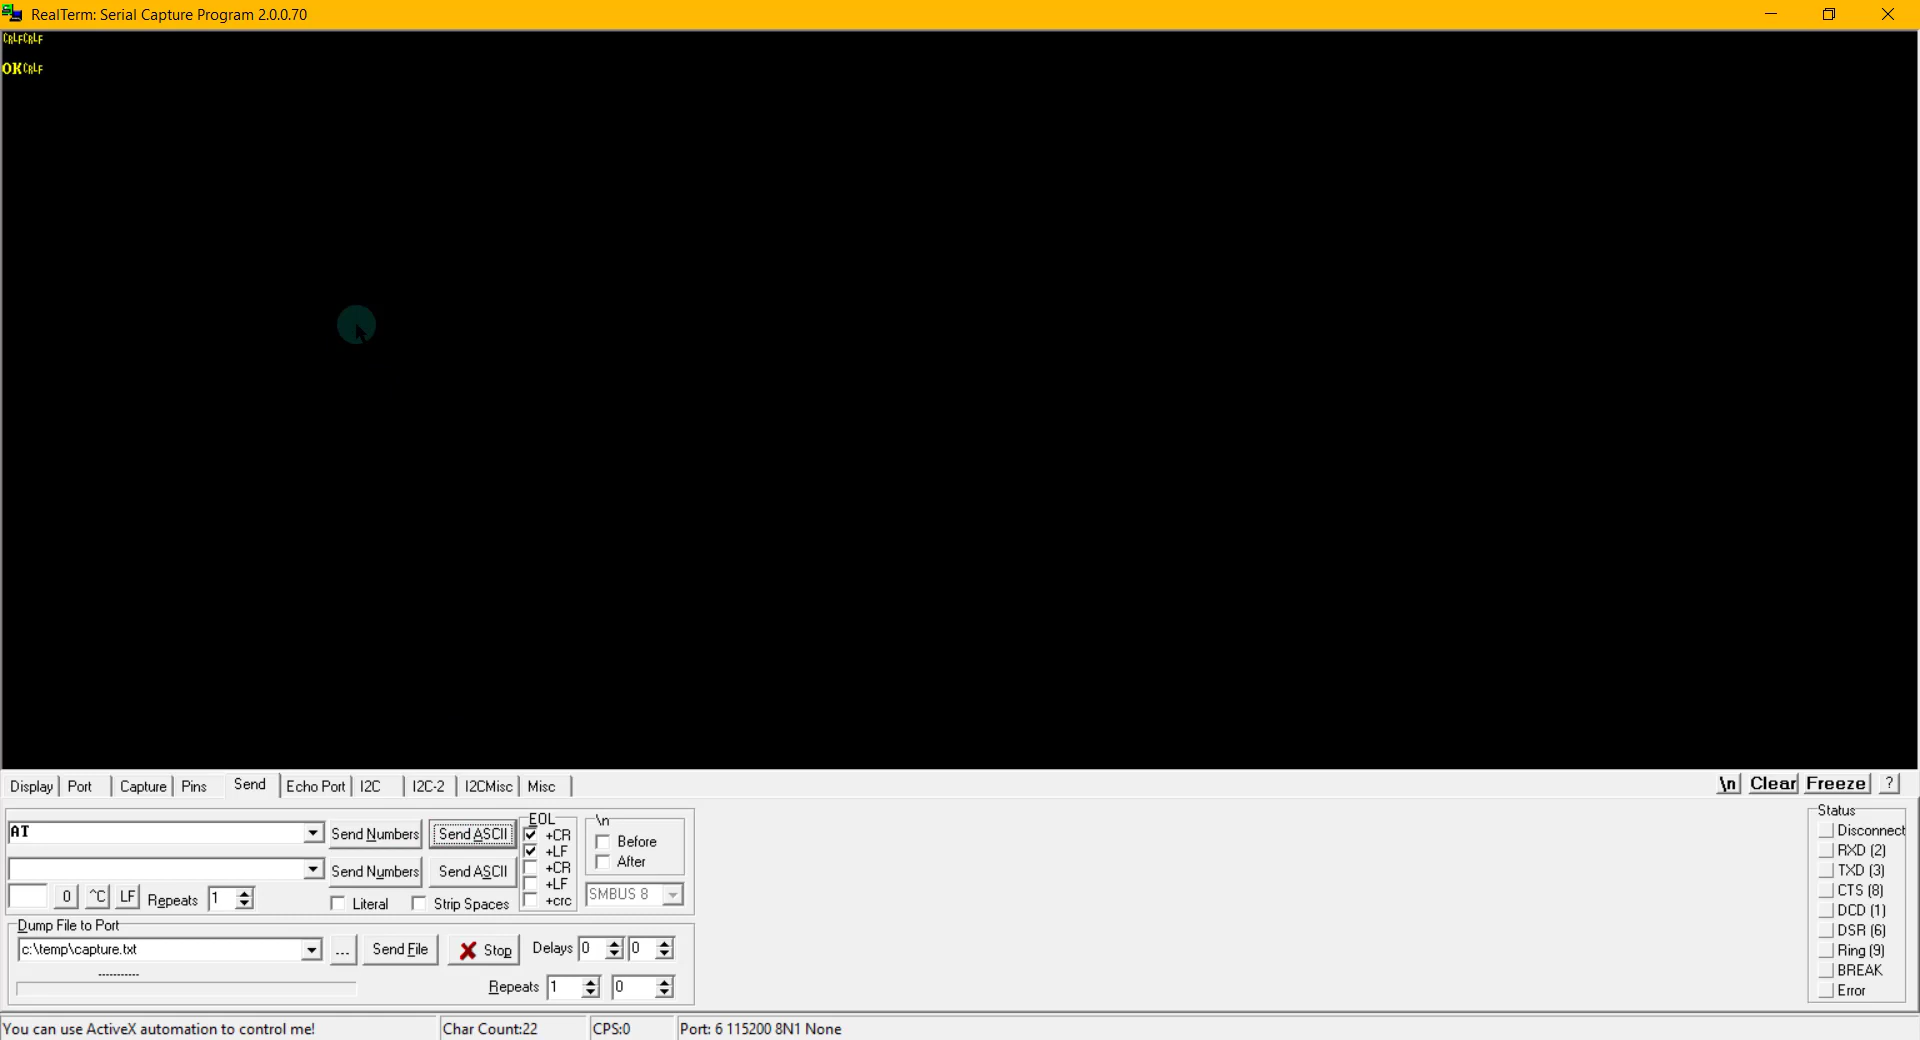 RealTerm: Serial Capture Program 2.0.0.70
CRLFCRLF
OKCRLF
Display Port Capture Pins Send Echo Port I2C I2C-2 I2CMisc Misc \n Clear Freeze ?
AT Send Numbers Send ASCII EOL +CR +LF \n Before After
Send Numbers Send ASCII +CR +LF +crc SMBUS 8
0 ^C LF Repeats 1 Literal Strip Spaces
Dump File to Port
c:\temp\capture.txt ... Send File Stop Delays 0 0
Repeats 1 0
Status
Disconnect
RXD (2)
TXD (3)
CTS (8)
DCD (1)
DSR (6)
Ring (9)
BREAK
Error
You can use ActiveX automation to control me! Char Count:22 CPS:0 Port: 6 115200 8N1 None